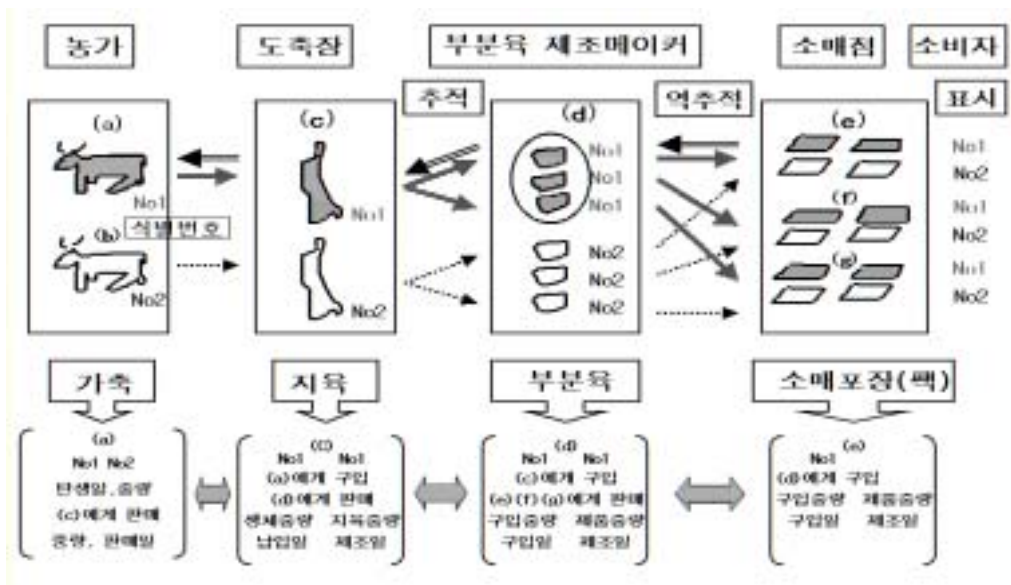 농가
도축장
부분육 제조메이커
소매점
소비자
추적
역추적
표시
(a)
No1
(b)
식별번호
No2
(c)
No1
No2
(d)
No1
No1
No1
No2
No2
No2
(e)
(f)
(g)
No1
No2
No1
No2
No1
No2
가축
지육
부분육
소매포장(팩)
(a)
No1 No2
탄생일,중량
(c)에게 판매
중량, 판매일
(C)
No1 No1
(a)에게 구입
(d)에게 판매
생체중량 지육중량
납입일 제조일
(d)
No1 No1
(c)에게 구입
(e)(f)(g)에게 판매
구입중량 제품중량
구입일 제조일
(e)
No1
(d)에게 구입
구입중량 제품중량
구입일 제조일